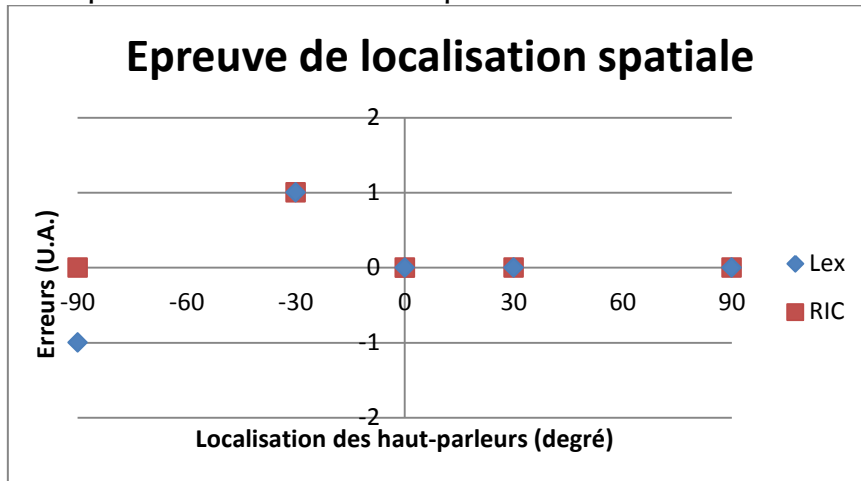 Epreuve de localisation spatiale
2
1
0
-1
-2
-90 -60 -30 0 30 60 90
Erreurs (U.A.)
Localisation des haut-parleurs (degré)
Lex
RIC